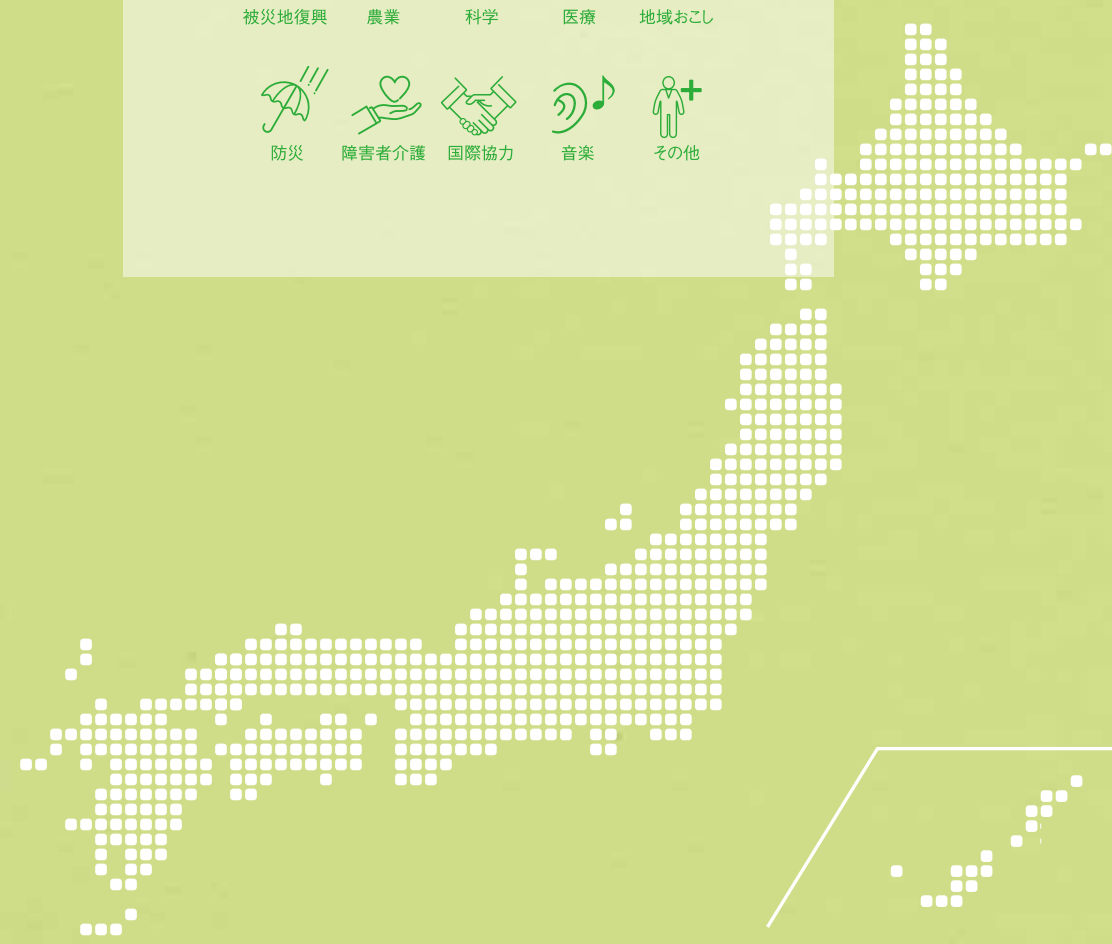 被災地復興 農業 科学 医療 地域おこし
防災 障害者介護 国際協力 音楽 その他